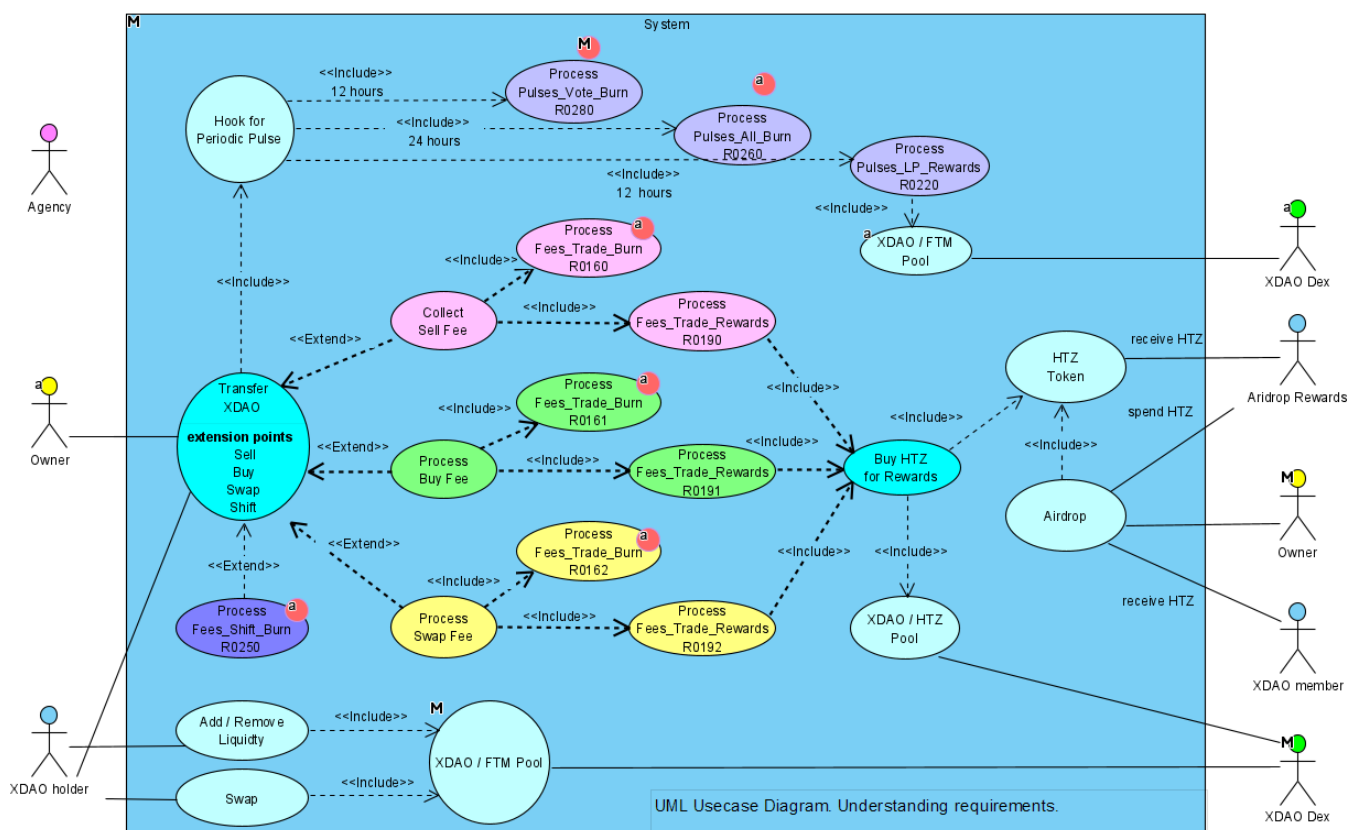 M
System
M
<<Include>>
12 hours
Process
Pulses_Vote_Burn
R0280
a
Hook for
Periodic Pulse
<<Include>>
24 hours
Process
Pulses_All_Burn
R0260
<<Include>>
12 hours
Process
Pulses_LP_Rewards
R0220
Agency
<<Include>>
a
XDAO / FTM
Pool
a
XDAO Dex
<<Include>>
Process
Fees_Trade_Burn
R0160
a
<<Include>>
Collect
Sell Fee
<<Include>>
Process
Fees_Trade_Rewards
R0190
<<Extend>>
<<Include>>
HTZ
Token
receive HTZ
Aridrop Rewards
a
Owner
Transfer
XDAO
extension points
Sell
Buy
Swap
Shift
Process
Fees_Trade_Burn
R0161
a
<<Include>>
<<Extend>>
Process
Buy Fee
<<Include>>
Process
Fees_Trade_Rewards
R0191
<<Include>>
Buy HTZ
for Rewards
<<Include>>
spend HTZ
<<Include>>
Airdrop
M
Owner
<<Extend>>
Process
Fees_Trade_Burn
R0162
a
<<Include>>
<<Include>>
<<Extend>>
Process
Fees_Shift_Burn
R0250
a
<<Include>>
Process
Swap Fee
<<Include>>
Process
Fees_Trade_Rewards
R0192
XDAO / HTZ
Pool
receive HTZ
XDAO member
XDAO holder
Add / Remove
Liquidty
<<Include>>
M
XDAO / FTM Pool
Swap
<<Include>>
M
XDAO Dex
UML Usecase Diagram. Understanding requirements.